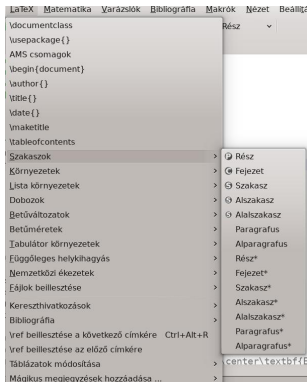 LaTeX Matematika Varázslók Bibliográfia Makrók Nézet Beállítá
\documentclass
Rész
\usepackage{}
AMS csomagok
\begin{document}
\author{}
\title{}
\date{}
\maketitle
\tableofcontents
Szakaszok
Rész
Környezetek
Fejezet
Lista környezetek
Szakasz
Dobozok
Alszakasz
Betűváltozatok
Alalszakasz
Betűméretek
Paragrafus
Tabulátor környezetek
Alparagrafus
Függőleges helykihagyás
Rész*
Nemzetközi ékezetek
Fejezet*
Fájlok beillesztése
Szakasz*
Alszakasz*
Kereszthivatkozások
Alalszakasz*
Bibliográfia
Paragrafus*
\ref beillesztése a következő címkére Ctrl+Alt+R
Alparagrafus*
\ref beillesztése az előző címkére
center\textbf{E
Táblázatok módosítása
Mágikus megjegyzések hozzáadása ...